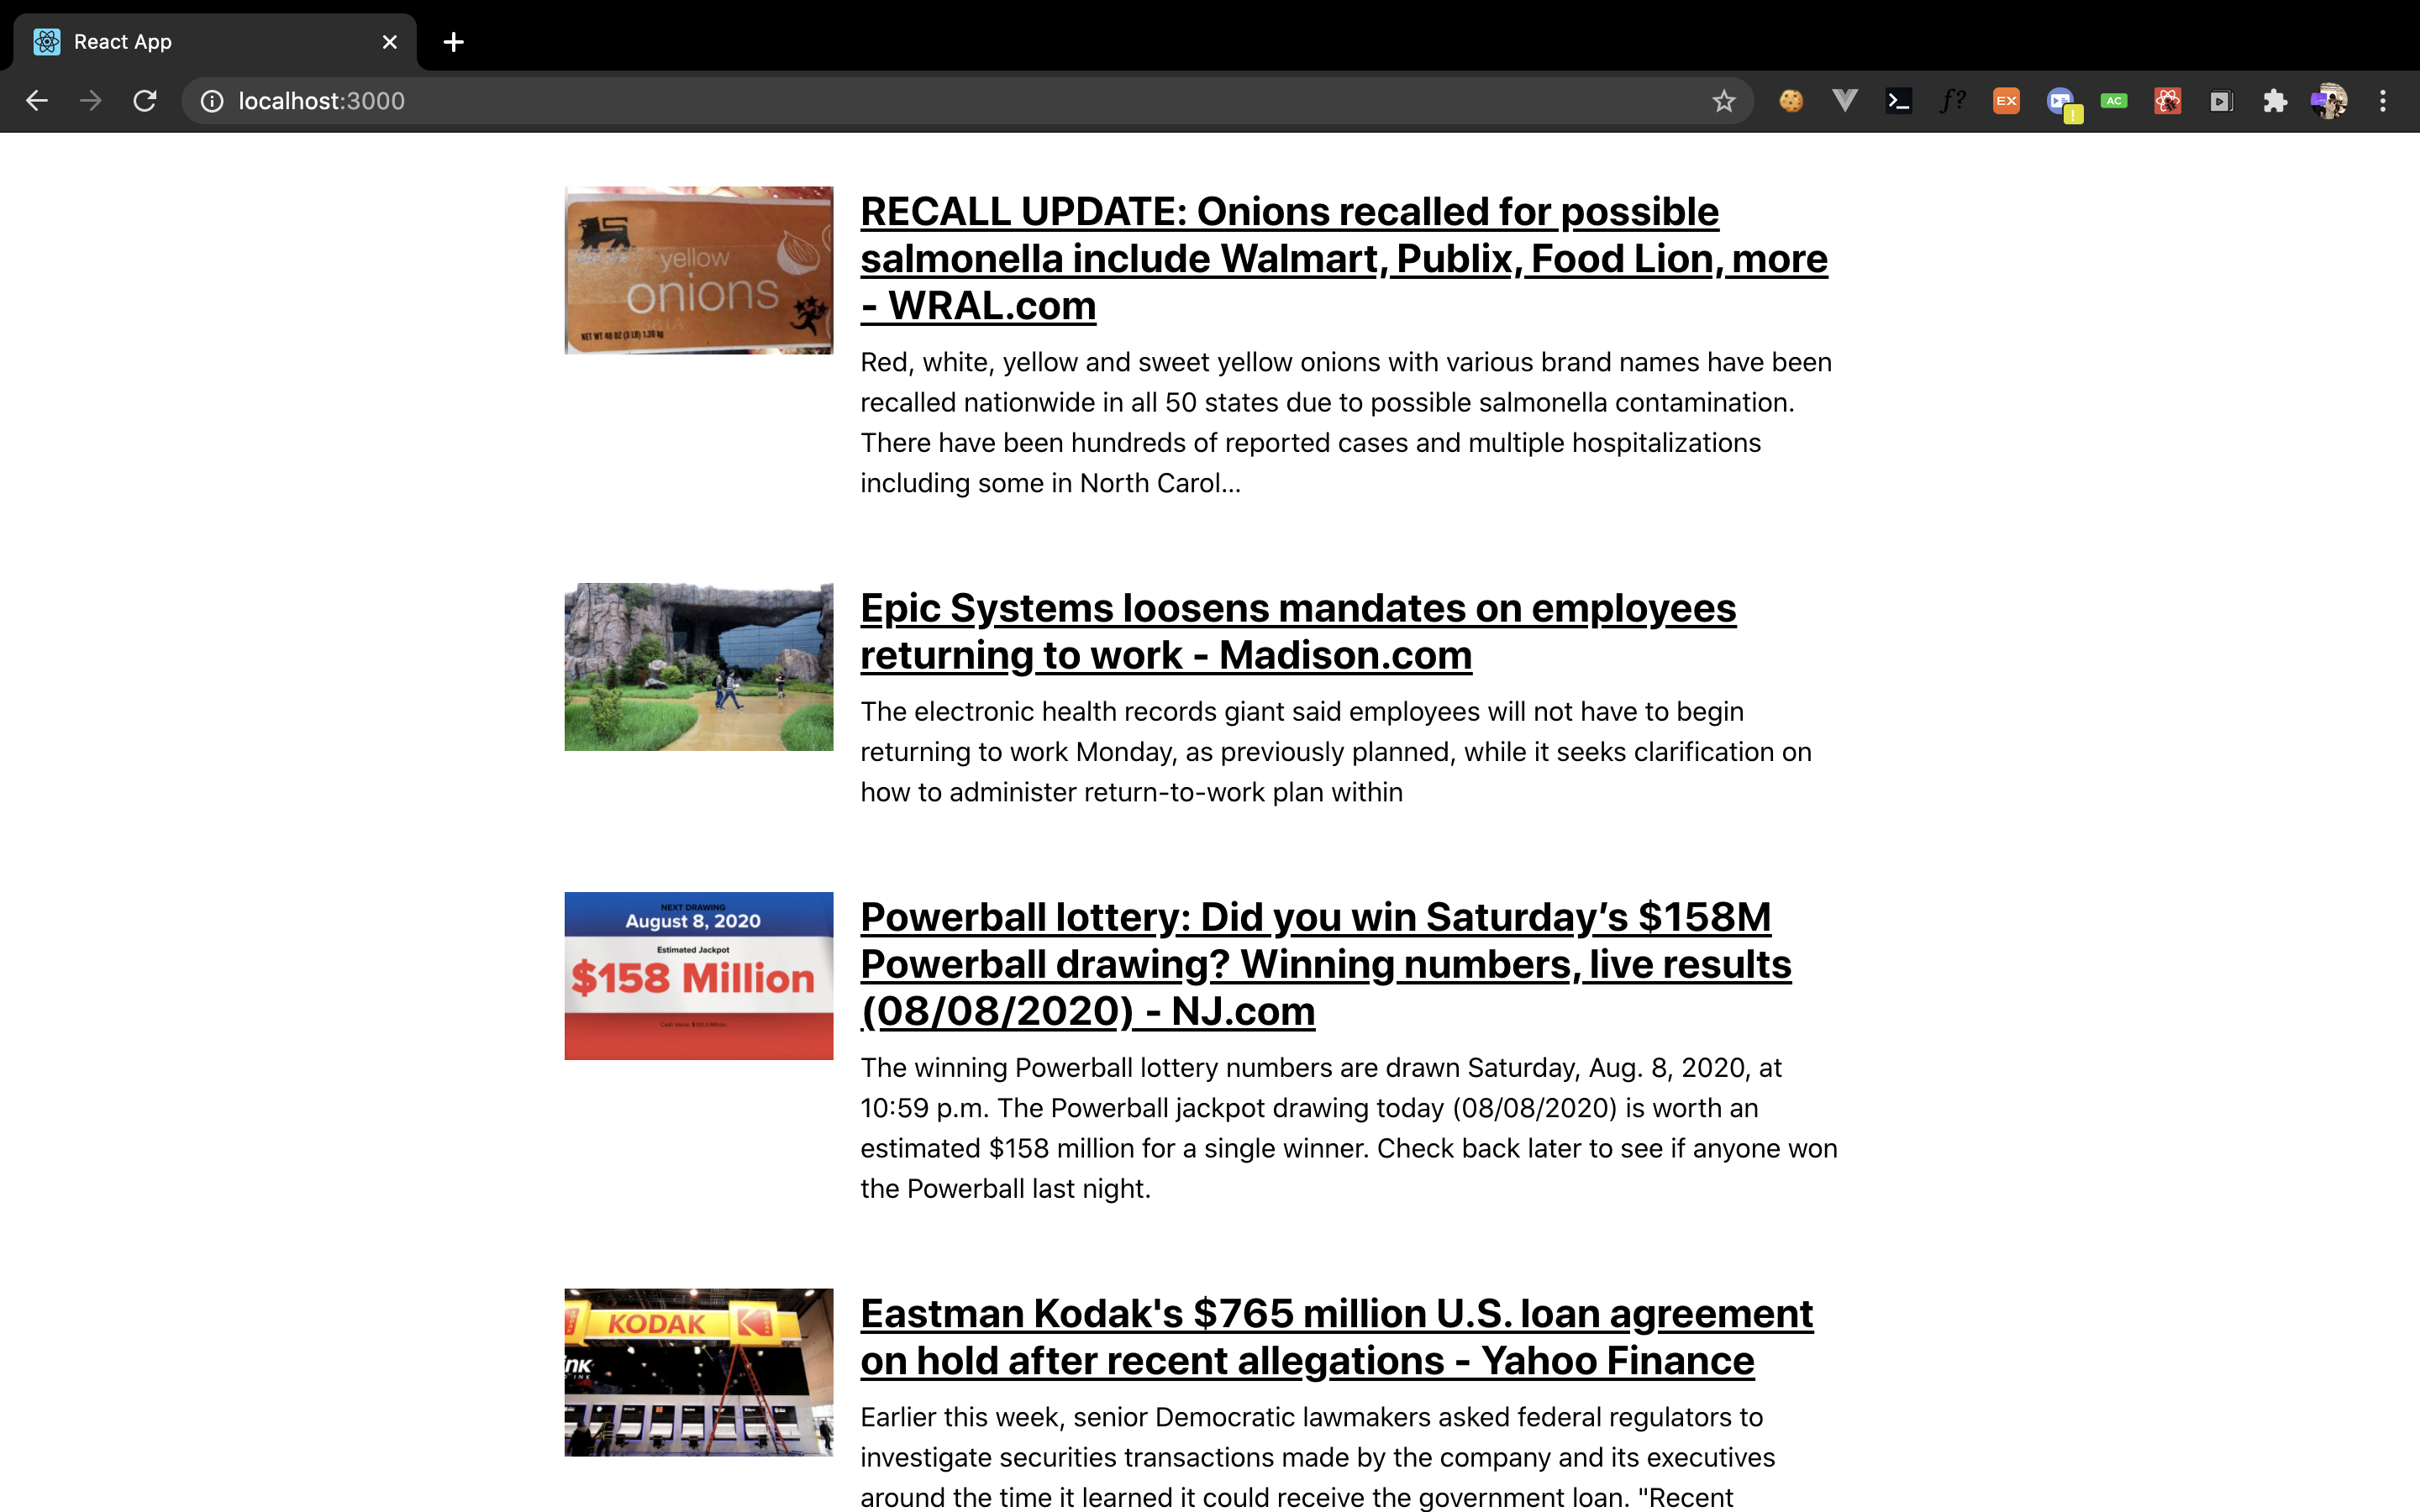 React App
localhost:3000
EX
AC
yellow
onions
NET WT 48 OZ (3 LB) 1.36 kg
RECALL UPDATE: Onions recalled for possible
salmonella include Walmart, Publix, Food Lion, more
- WRAL.com
Red, white, yellow and sweet yellow onions with various brand names have been
recalled nationwide in all 50 states due to possible salmonella contamination.
There have been hundreds of reported cases and multiple hospitalizations
including some in North Carol...
Epic Systems loosens mandates on employees
returning to work - Madison.com
The electronic health records giant said employees will not have to begin
returning to work Monday, as previously planned, while it seeks clarification on
how to administer return-to-work plan within
NEXT DRAWING
August 8, 2020
Estimated Jackpot
$158 Million
Powerball lottery: Did you win Saturday’s $158M
Powerball drawing? Winning numbers, live results
(08/08/2020) - NJ.com
The winning Powerball lottery numbers are drawn Saturday, Aug. 8, 2020, at
10:59 p.m. The Powerball jackpot drawing today (08/08/2020) is worth an
estimated $158 million for a single winner. Check back later to see if anyone won
the Powerball last night.
KODAK
Eastman Kodak's $765 million U.S. loan agreement
on hold after recent allegations - Yahoo Finance
Earlier this week, senior Democratic lawmakers asked federal regulators to
investigate securities transactions made by the company and its executives
around the time it learned it could receive the government loan. "Recent